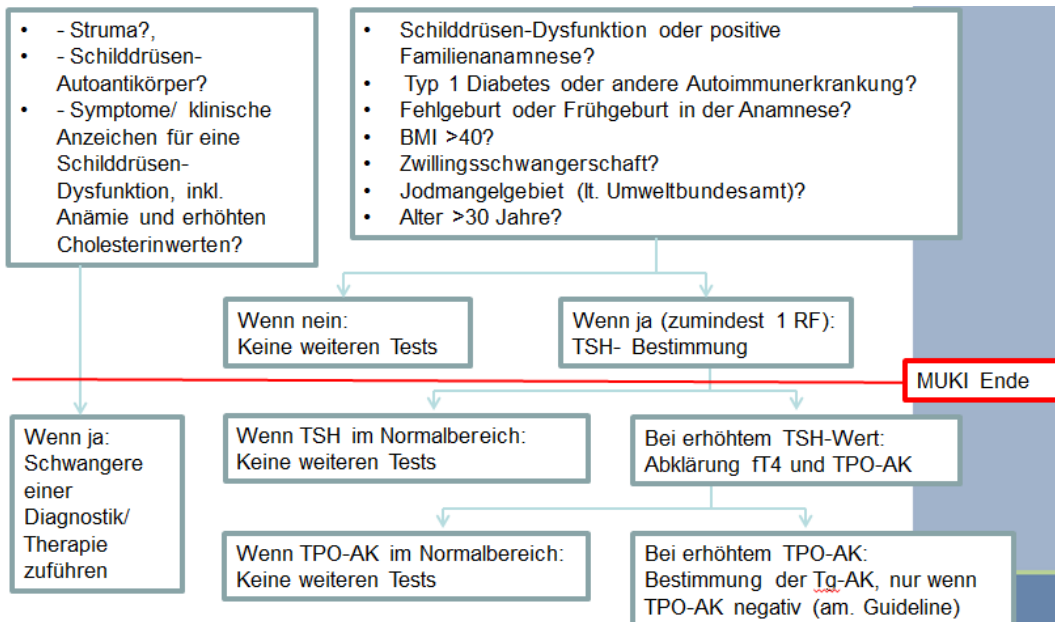 • - Struma?,
• - Schilddrüsen-
Autoantikörper?
• - Symptome/ klinische
Anzeichen für eine
Schilddrüsen-
Dysfunktion, inkl.
Anämie und erhöhten
Cholesterinwerten?
• Schilddrüsen-Dysfunktion oder positive
Familienanamnese?
• Typ 1 Diabetes oder andere Autoimmunerkrankung?
• Fehlgeburt oder Frühgeburt in der Anamnese?
• BMI >40?
• Zwillingsschwangerschaft?
• Jodmangelgebiet (lt. Umweltbundesamt)?
• Alter >30 Jahre?
Wenn nein:
Keine weiteren Tests
Wenn ja (zumindest 1 RF):
TSH- Bestimmung
MUKI Ende
Wenn ja:
Schwangere
einer
Diagnostik/
Therapie
zuführen
Wenn TSH im Normalbereich:
Keine weiteren Tests
Bei erhöhtem TSH-Wert:
Abklärung fT4 und TPO-AK
Wenn TPO-AK im Normalbereich:
Keine weiteren Tests
Bei erhöhtem TPO-AK:
Bestimmung der Tg-AK, nur wenn
TPO-AK negativ (am. Guideline)